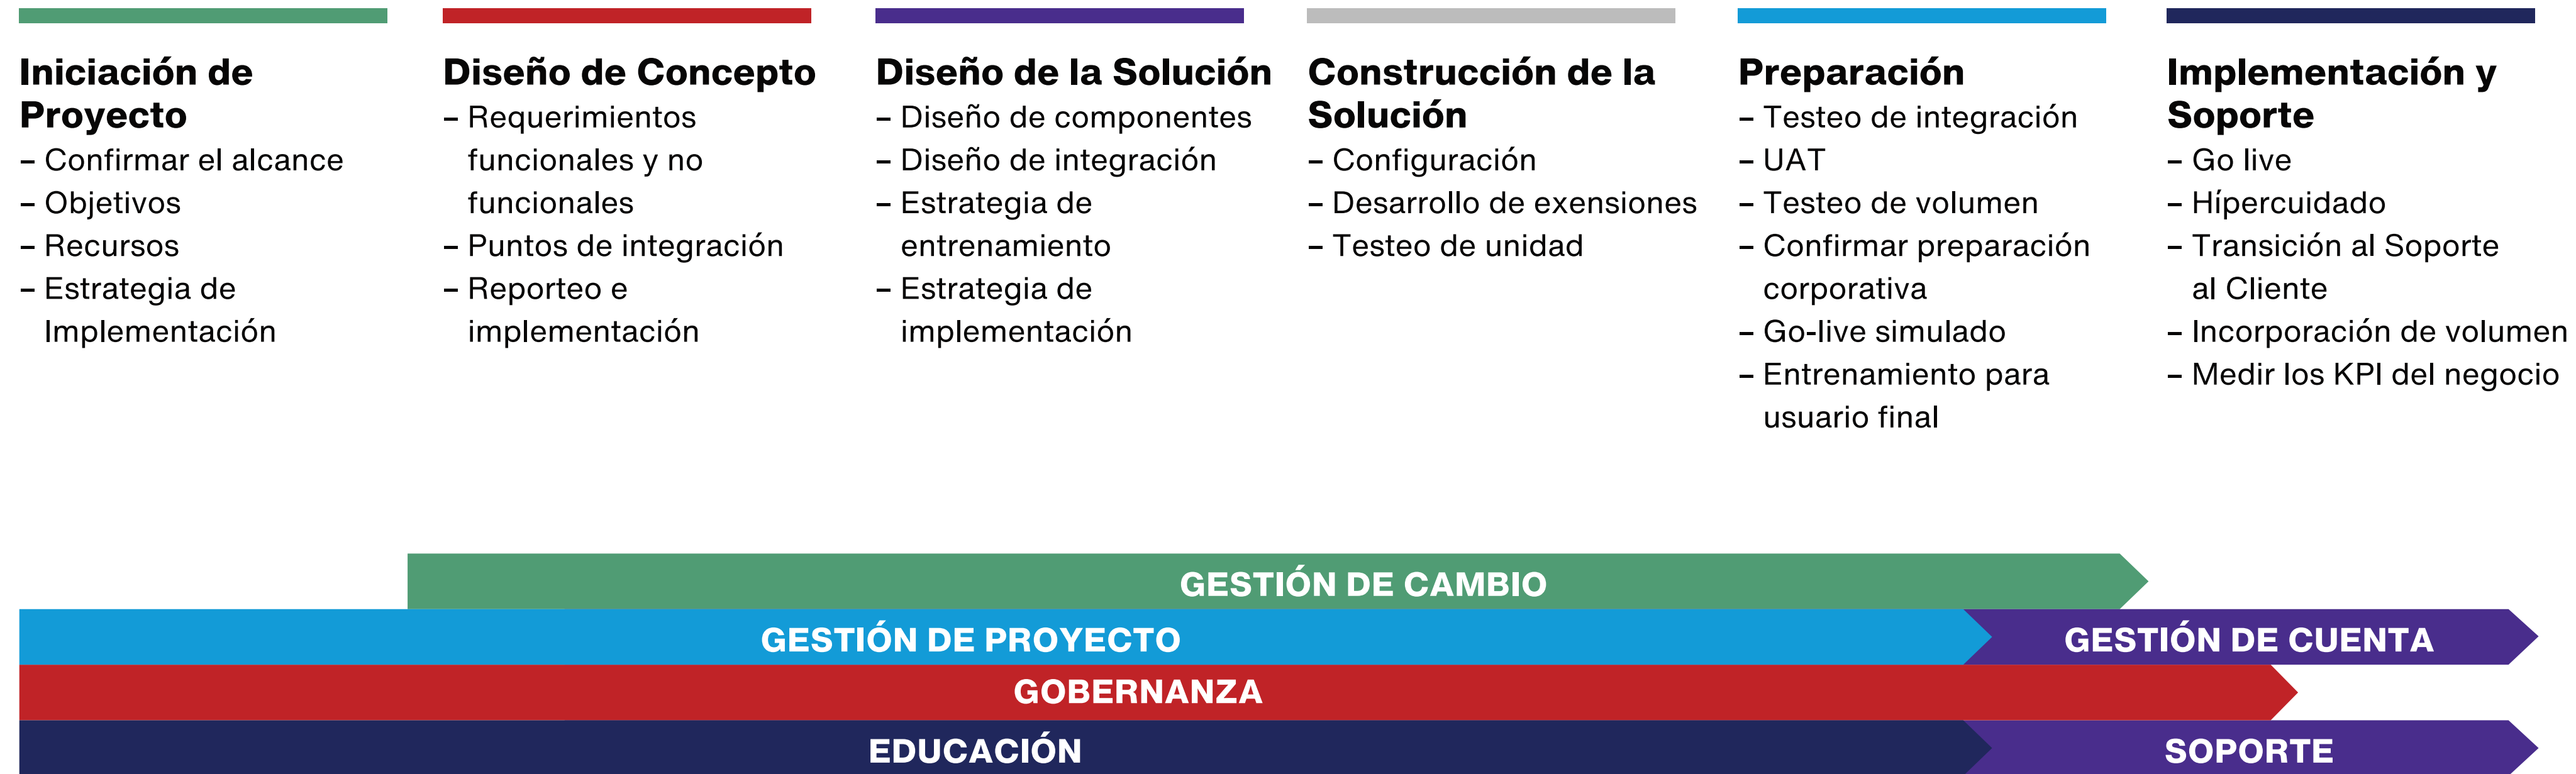 Iniciación de
Proyecto
– Confirmar el alcance
– Objetivos
– Recursos
– Estrategia de
Implementación
Diseño de Concepto
– Requerimientos
funcionales y no
funcionales
– Puntos de integración
– Reporteo e
implementación
Diseño de la Solución
– Diseño de componentes
– Diseño de integración
– Estrategia de
entrenamiento
– Estrategia de
implementación
Construcción de la
Solución
– Configuración
– Desarrollo de exensiones
– Testeo de unidad
Preparación
– Testeo de integración
– UAT
– Testeo de volumen
– Confirmar preparación
corporativa
– Go-live simulado
– Entrenamiento para
usuario final
Implementación y
Soporte
– Go live
– Hípercuidado
– Transición al Soporte
al Cliente
– Incorporación de volumen
– Medir los KPI del negocio
GESTIÓN DE CAMBIO
GESTIÓN DE PROYECTO
GESTIÓN DE CUENTA
GOBERNANZA
EDUCACIÓN
SOPORTE